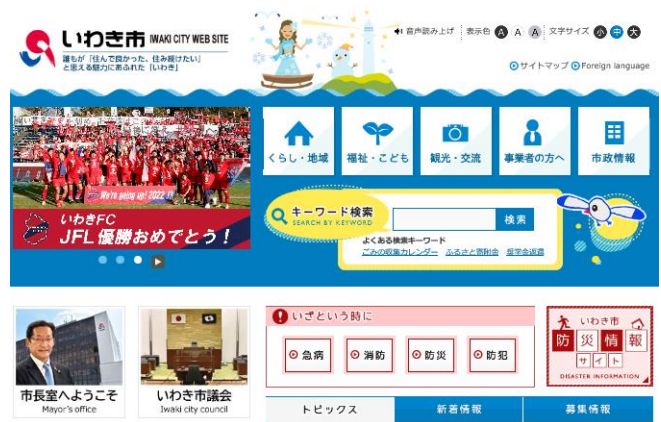 いわき市 IWAKI CITY WEB SITE
誰もが「住んで良かった、住み続けたい」
と思える魅力にあふれた「いわき」
音声読み上げ 表示色 A A A 文字サイズ 小 中 大
サイトマップ Foreign language
We're going up! 2022 !!
いわきFC
JFL優勝おめでとう!
くらし・地域
福祉・こども
観光・交流
事業者の方へ
市政情報
キーワード検索
SEARCH BY KEYWORD
検索
よくある検索キーワード
ごみの収集カレンダー ふるさと寄附金 奨学金返還
市長室へようこそ
Mayor's office
いわき市議会
Iwaki city council
いざという時に
急病
消防
防災
防犯
いわき市
防災情報
サイト
DISASTER INFORMATION
トピックス
新着情報
募集情報